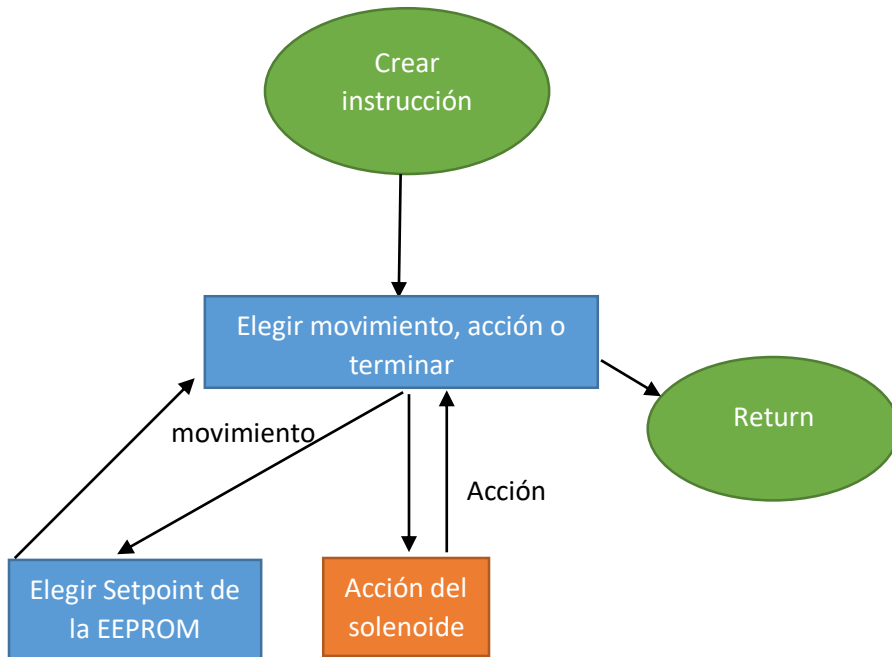 Crear
instrucción
Elegir movimiento, acción o
terminar
Return
movimiento
Acción
Elegir Setpoint de
la EEPROM
Acción del
solenoide